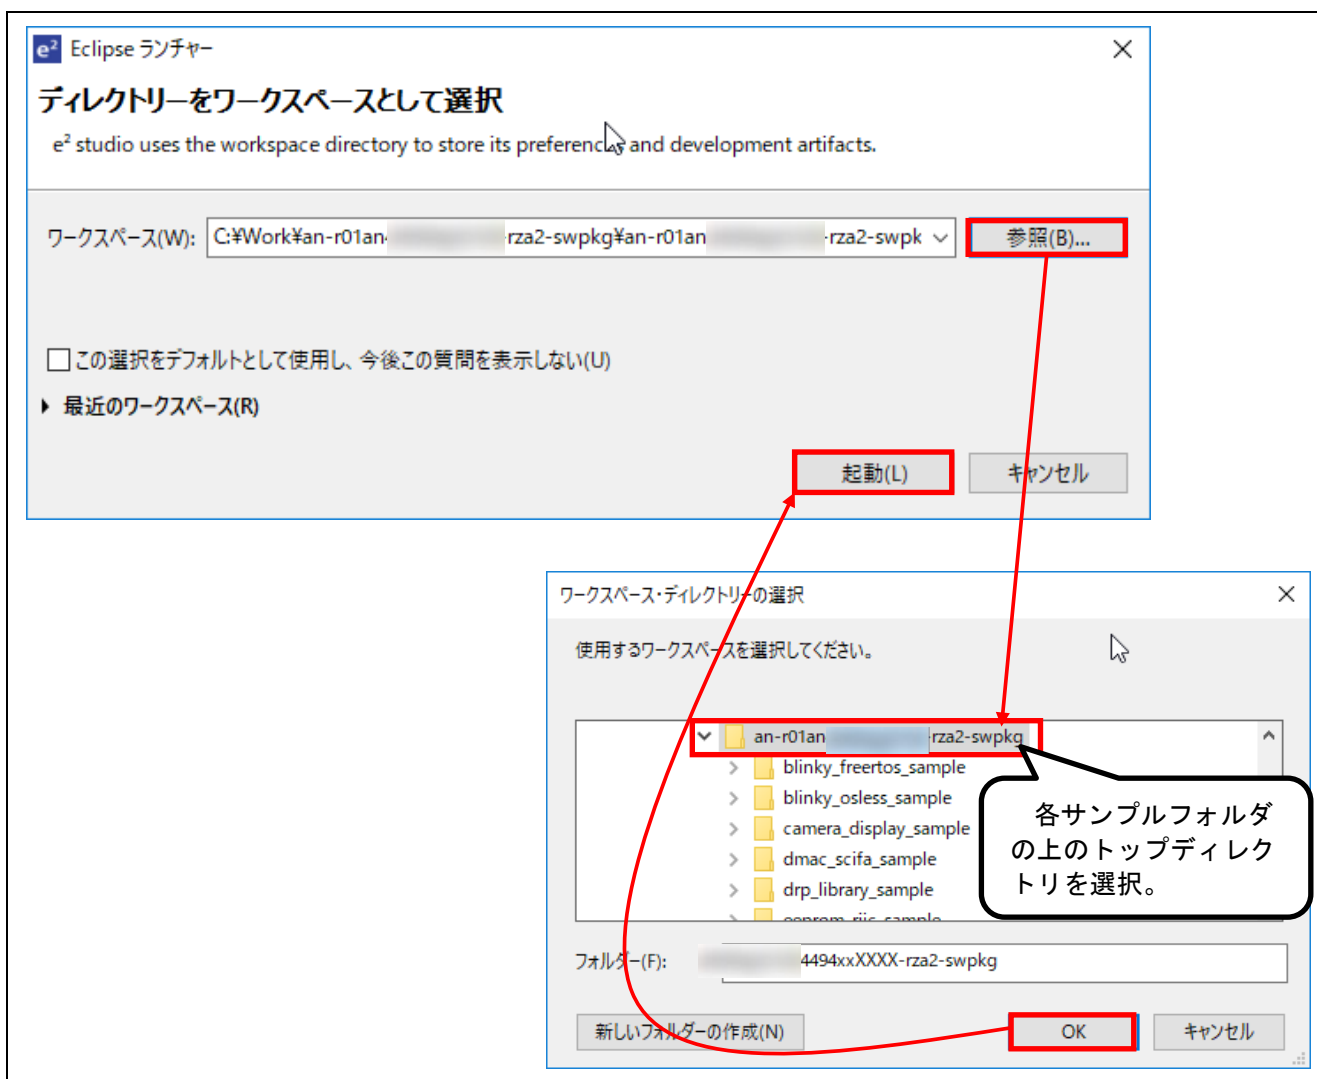 e² Eclipse ランチャー
ディレクトリーをワークスペースとして選択
e² studio uses the workspace directory to store its preferences and development artifacts.
ワークスペース(W): C:¥Work¥an-r01an rza2-swpkg¥an-r01an -rza2-swpk 参照(B)...
この選択をデフォルトとして使用し、今後この質問を表示しない(U)
最近のワークスペース(R)
起動(L) キャンセル
ワークスペース・ディレクトリーの選択
使用するワークスペースを選択してください。
an-r01an rza2-swpkg
blinky_freertos_sample
blinky_osless_sample
camera_display_sample
dmac_scifa_sample
drp_library_sample
eeprom_riic_sample
各サンプルフォルダ
の上のトップディレク
トリを選択。
フォルダー(F): 4494xxXXXX-rza2-swpkg
新しいフォルダーの作成(N) OK キャンセル